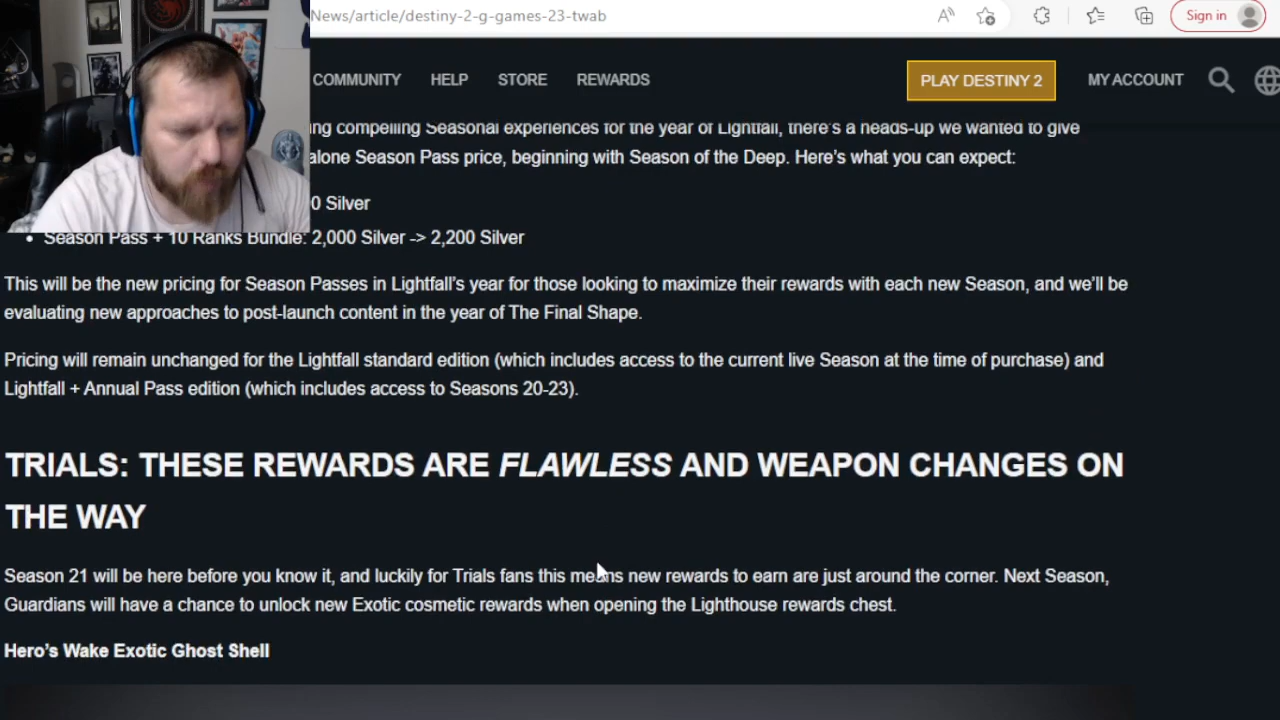 News/article/destiny-2-g-games-23-twab
Sign in
COMMUNITY HELP STORE REWARDS PLAY DESTINY 2 MY ACCOUNT
compelling Seasonal experiences for the year of Lightfall, there's a heads-up we wanted to give
alone Season Pass price, beginning with Season of the Deep. Here's what you can expect:
0 Silver
• Season Pass + 10 Ranks Bundle: 2,000 Silver -> 2,200 Silver
This will be the new pricing for Season Passes in Lightfall's year for those looking to maximize their rewards with each new Season, and we'll be
evaluating new approaches to post-launch content in the year of The Final Shape.
Pricing will remain unchanged for the Lightfall standard edition (which includes access to the current live Season at the time of purchase) and
Lightfall + Annual Pass edition (which includes access to Seasons 20-23).
TRIALS: THESE REWARDS ARE FLAWLESS AND WEAPON CHANGES ON
THE WAY
Season 21 will be here before you know it, and luckily for Trials fans this means new rewards to earn are just around the corner. Next Season,
Guardians will have a chance to unlock new Exotic cosmetic rewards when opening the Lighthouse rewards chest.
Hero's Wake Exotic Ghost Shell